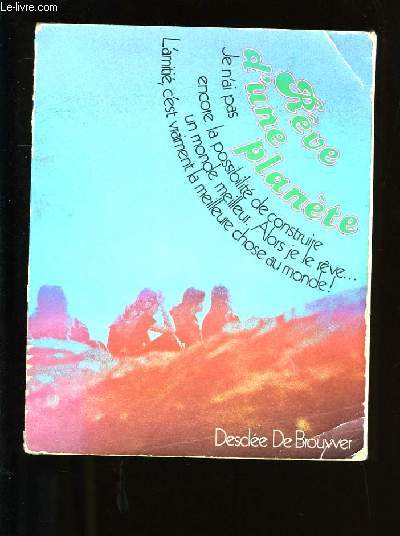 Le-livre.com
Rêve
d'une planète
Je n'ai pas
encore la possibilité de construire
un monde meilleur. Alors je le rêve...
L'amitié, c'est vraiment la meilleure chose au monde!
Desclée De Brouwer